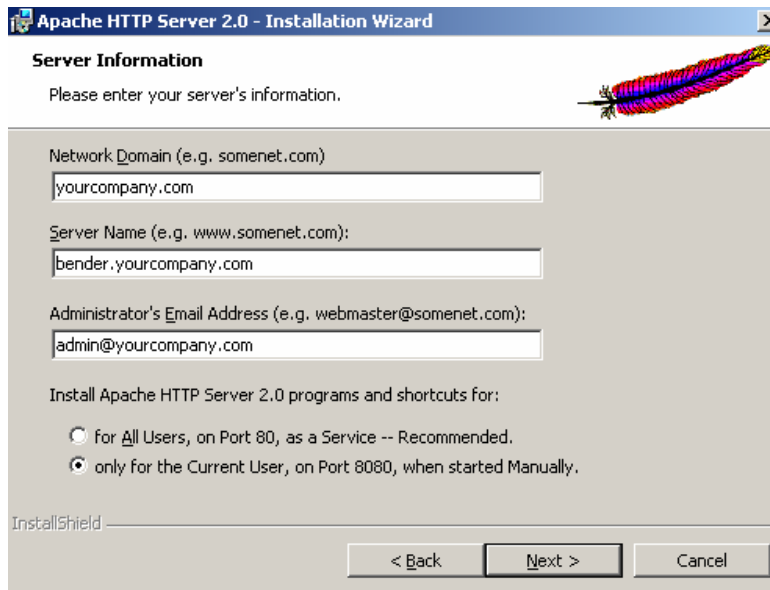 Apache HTTP Server 2.0 - Installation Wizard
Server Information
Please enter your server's information.
Network Domain (e.g. somenet.com)
yourcompany.com
Server Name (e.g. www.somenet.com):
bender.yourcompany.com
Administrator's Email Address (e.g. webmaster@somenet.com):
admin@yourcompany.com
Install Apache HTTP Server 2.0 programs and shortcuts for:
for All Users, on Port 80, as a Service -- Recommended.
only for the Current User, on Port 8080, when started Manually.
InstallShield
< Back Next > Cancel